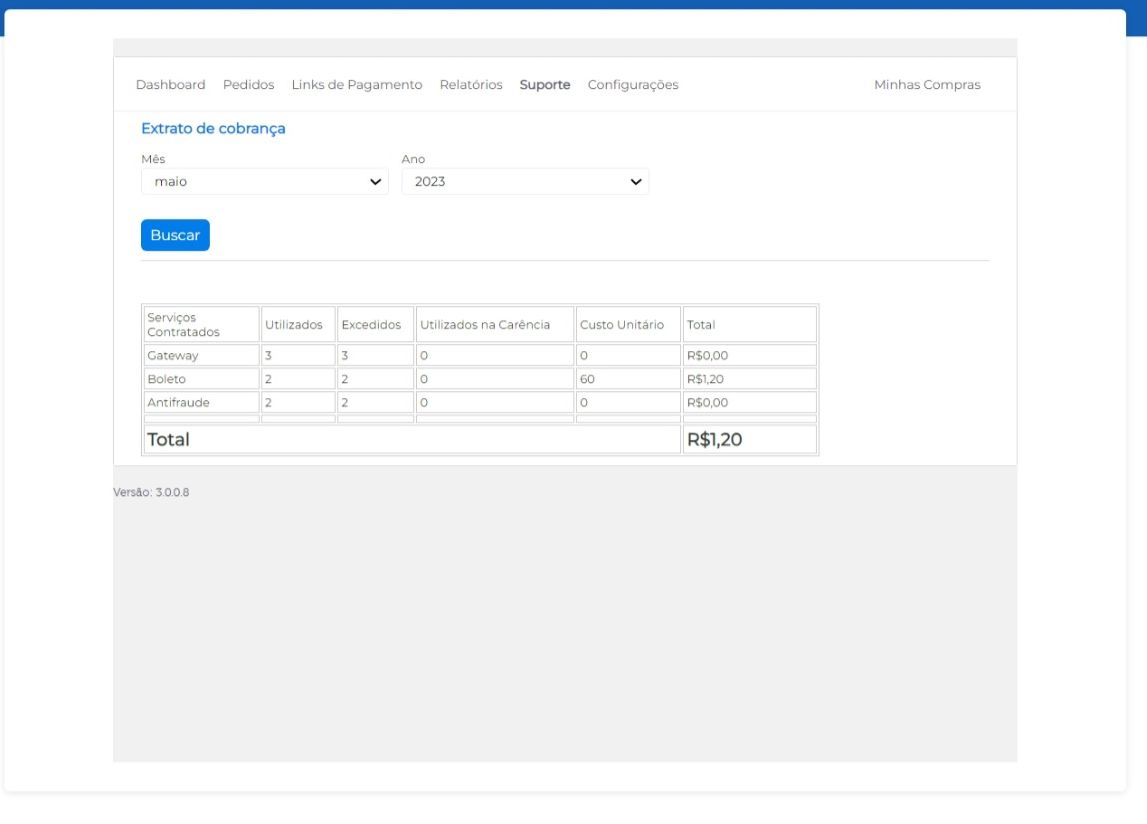 Dashboard Pedidos Links de Pagamento Relatórios Suporte Configurações Minhas Compras
Extrato de cobrança
Mês Ano
maio 2023
Buscar
Serviços Contratados Utilizados Excedidos Utilizados na Carência Custo Unitário Total
Gateway 3 3 0 0 R$0,00
Boleto 2 2 0 60 R$1,20
Antifraude 2 2 0 0 R$0,00
Total R$1,20
Versão: 3.0.0.8